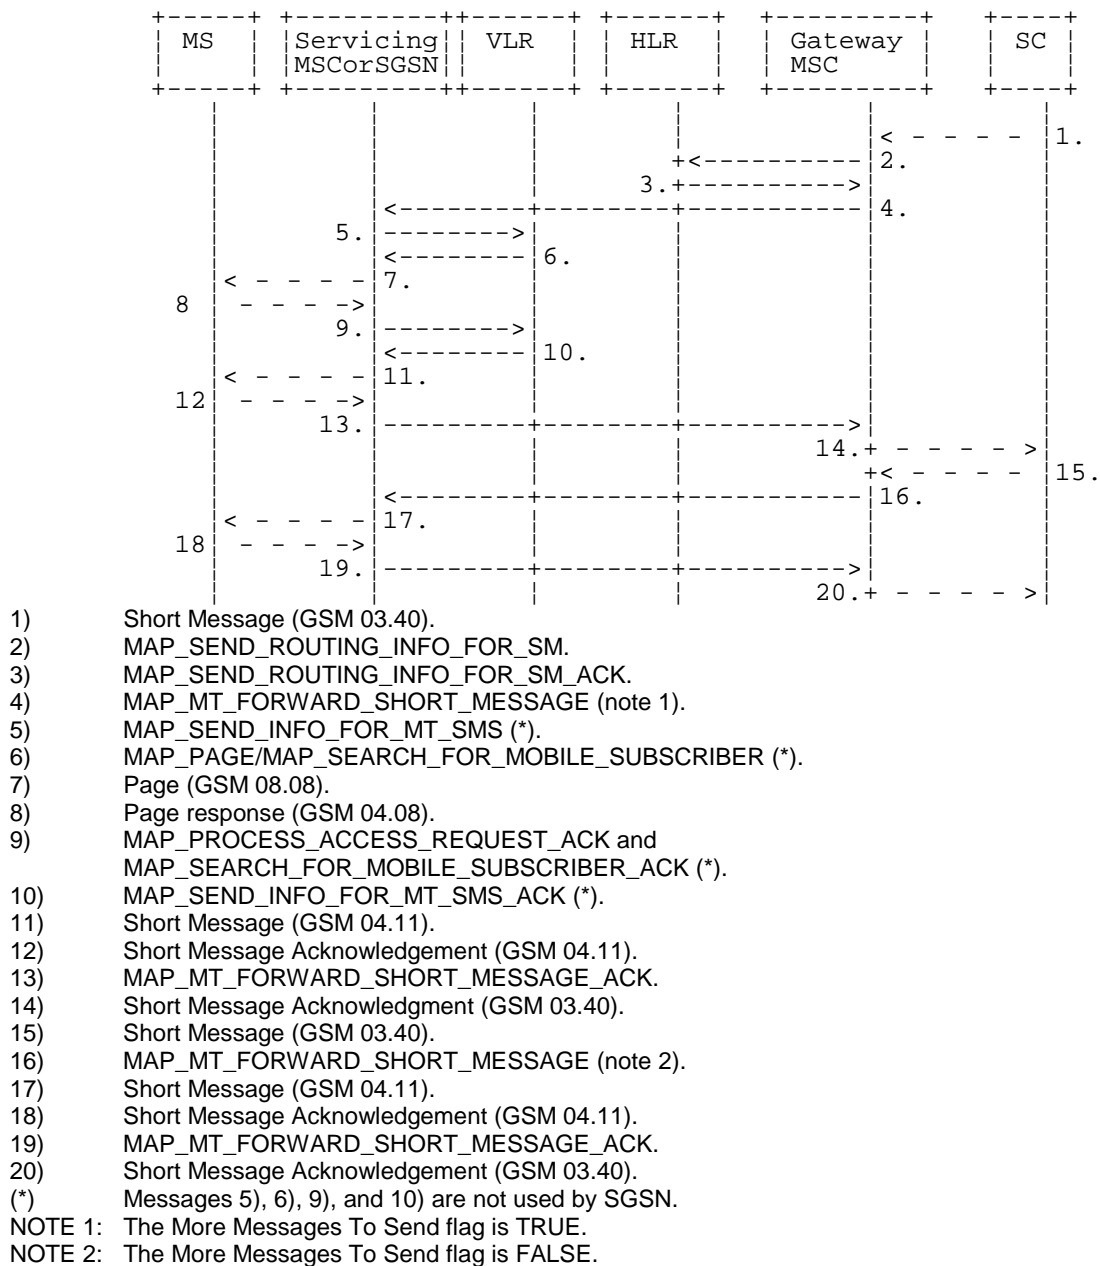 MS Servicing VLR HLR Gateway SC
MSCorSGSN MSC
1.
2.
3.
4.
5.
6.
7.
8
9.
10.
11.
12
13.
14.
15.
16.
17.
18
19.
20.
1) Short Message (GSM 03.40).
2) MAP_SEND_ROUTING_INFO_FOR_SM.
3) MAP_SEND_ROUTING_INFO_FOR_SM_ACK.
4) MAP_MT_FORWARD_SHORT_MESSAGE (note 1).
5) MAP_SEND_INFO_FOR_MT_SMS (*).
6) MAP_PAGE/MAP_SEARCH_FOR_MOBILE_SUBSCRIBER (*).
7) Page (GSM 08.08).
8) Page response (GSM 04.08).
9) MAP_PROCESS_ACCESS_REQUEST_ACK and
MAP_SEARCH_FOR_MOBILE_SUBSCRIBER_ACK (*).
10) MAP_SEND_INFO_FOR_MT_SMS_ACK (*).
11) Short Message (GSM 04.11).
12) Short Message Acknowledgement (GSM 04.11).
13) MAP_MT_FORWARD_SHORT_MESSAGE_ACK.
14) Short Message Acknowledgment (GSM 03.40).
15) Short Message (GSM 03.40).
16) MAP_MT_FORWARD_SHORT_MESSAGE (note 2).
17) Short Message (GSM 04.11).
18) Short Message Acknowledgement (GSM 04.11).
19) MAP_MT_FORWARD_SHORT_MESSAGE_ACK.
20) Short Message Acknowledgement (GSM 03.40).
(*) Messages 5), 6), 9), and 10) are not used by SGSN.
NOTE 1: The More Messages To Send flag is TRUE.
NOTE 2: The More Messages To Send flag is FALSE.